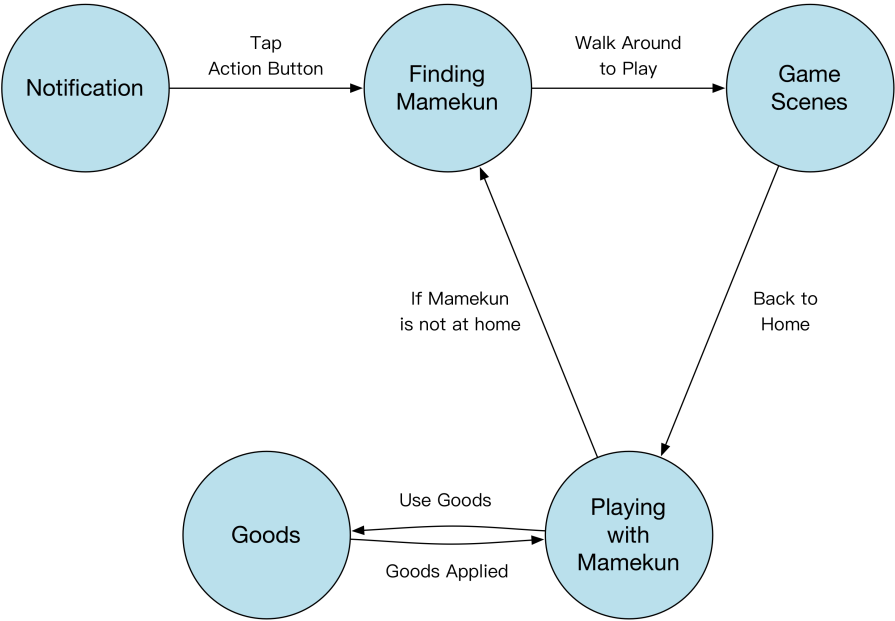 Notification
Tap
Action Button
Finding
Mamekun
Walk Around
to Play
Game
Scenes
If Mamekun
is not at home
Back to
Home
Goods
Use Goods
Goods Applied
Playing
with
Mamekun